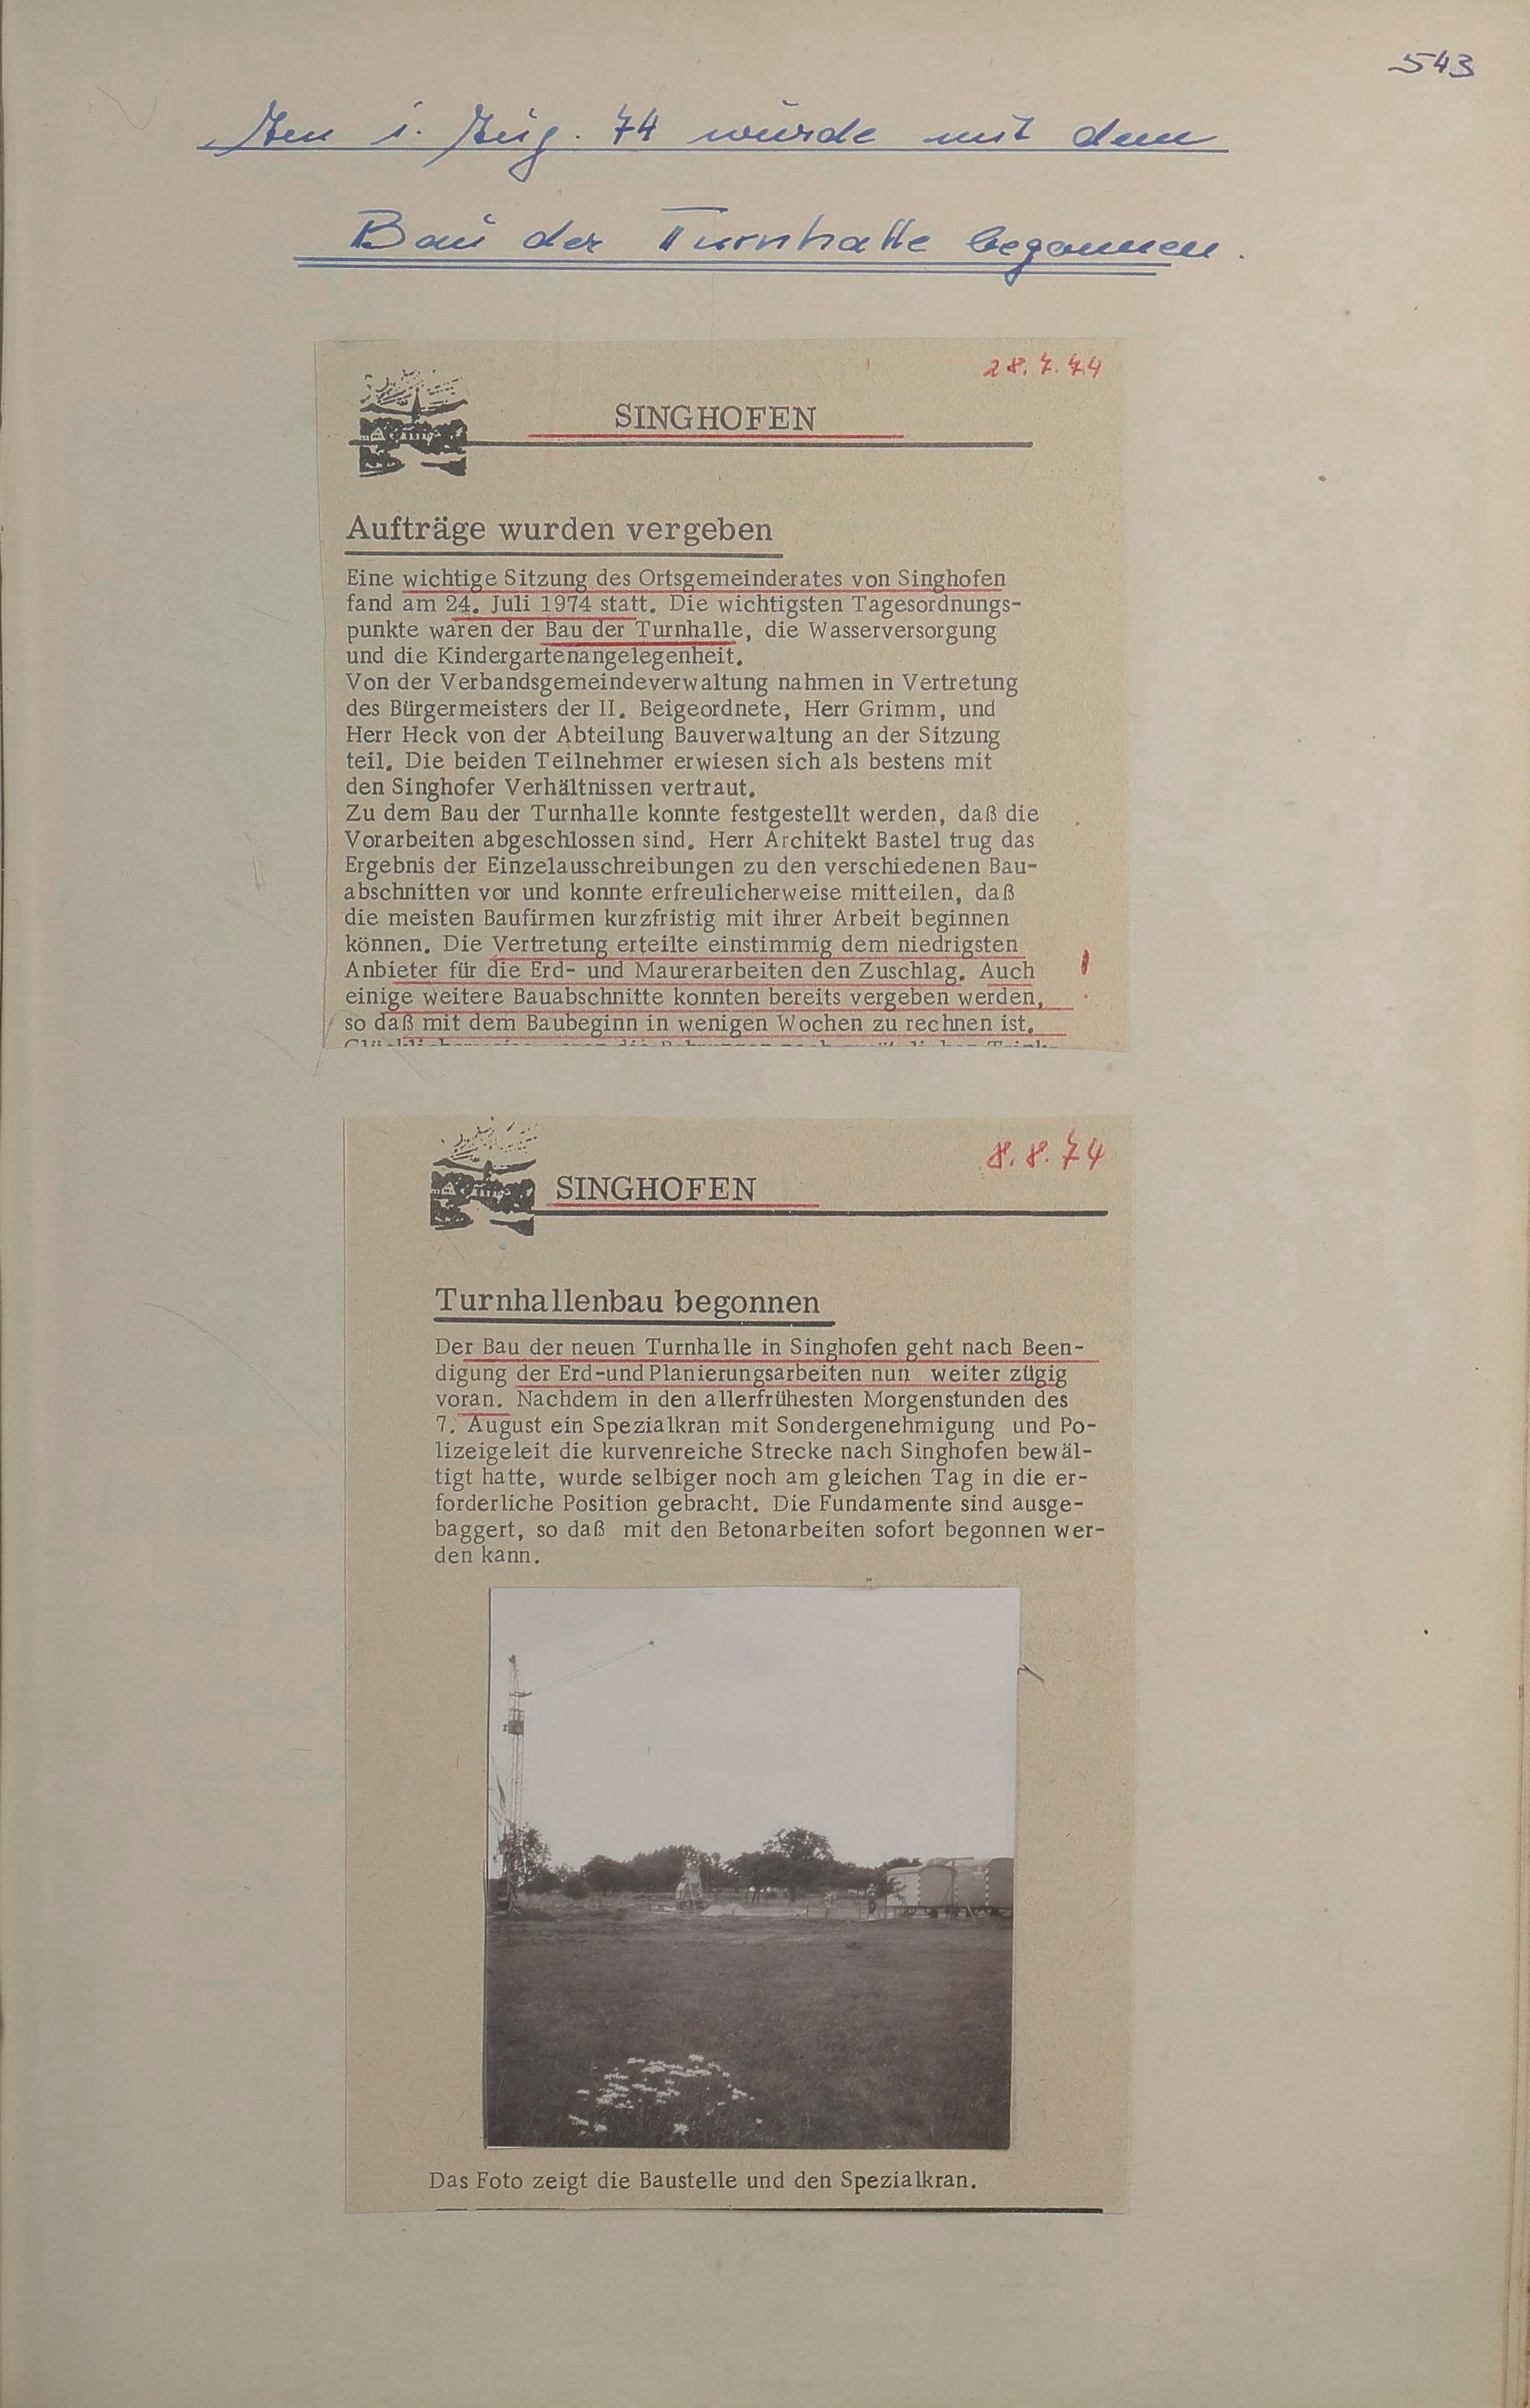 543
Am 1. Aug. 74 wurde mit dem
Bau der Turnhalle begonnen.
28.7.74
SINGHOFEN
Aufträge wurden vergeben
Eine wichtige Sitzung des Ortsgemeinderates von Singhofen
fand am 24. Juli 1974 statt. Die wichtigsten Tagesordnungs-
punkte waren der Bau der Turnhalle, die Wasserversorgung
und die Kindergartenangelegenheit.
Von der Verbandsgemeindeverwaltung nahmen in Vertretung
des Bürgermeisters der II. Beigeordnete, Herr Grimm, und
Herr Heck von der Abteilung Bauverwaltung an der Sitzung
teil. Die beiden Teilnehmer erwiesen sich als bestens mit
den Singhofer Verhältnissen vertraut.
Zu dem Bau der Turnhalle konnte festgestellt werden, daß die
Vorarbeiten abgeschlossen sind. Herr Architekt Bastel trug das
Ergebnis der Einzelausschreibungen zu den verschiedenen Bau-
abschnitten vor und konnte erfreulicherweise mitteilen, daß
die meisten Baufirmen kurzfristig mit ihrer Arbeit beginnen
können. Die Vertretung erteilte einstimmig dem niedrigsten
Anbieter für die Erd- und Maurerarbeiten den Zuschlag. Auch
einige weitere Bauabschnitte konnten bereits vergeben werden,
so daß mit dem Baubeginn in wenigen Wochen zu rechnen ist.
8.8.74
SINGHOFEN
Turnhallenbau begonnen
Der Bau der neuen Turnhalle in Singhofen geht nach Been-
digung der Erd-und Planierungsarbeiten nun weiter zügig
voran. Nachdem in den allerfrühesten Morgenstunden des
7. August ein Spezialkran mit Sondergenehmigung und Po-
lizeigeleit die kurvenreiche Strecke nach Singhofen bewäl-
tigt hatte, wurde selbiger noch am gleichen Tag in die er-
forderliche Position gebracht. Die Fundamente sind ausge-
baggert, so daß mit den Betonarbeiten sofort begonnen wer-
den kann.
Das Foto zeigt die Baustelle und den Spezialkran.